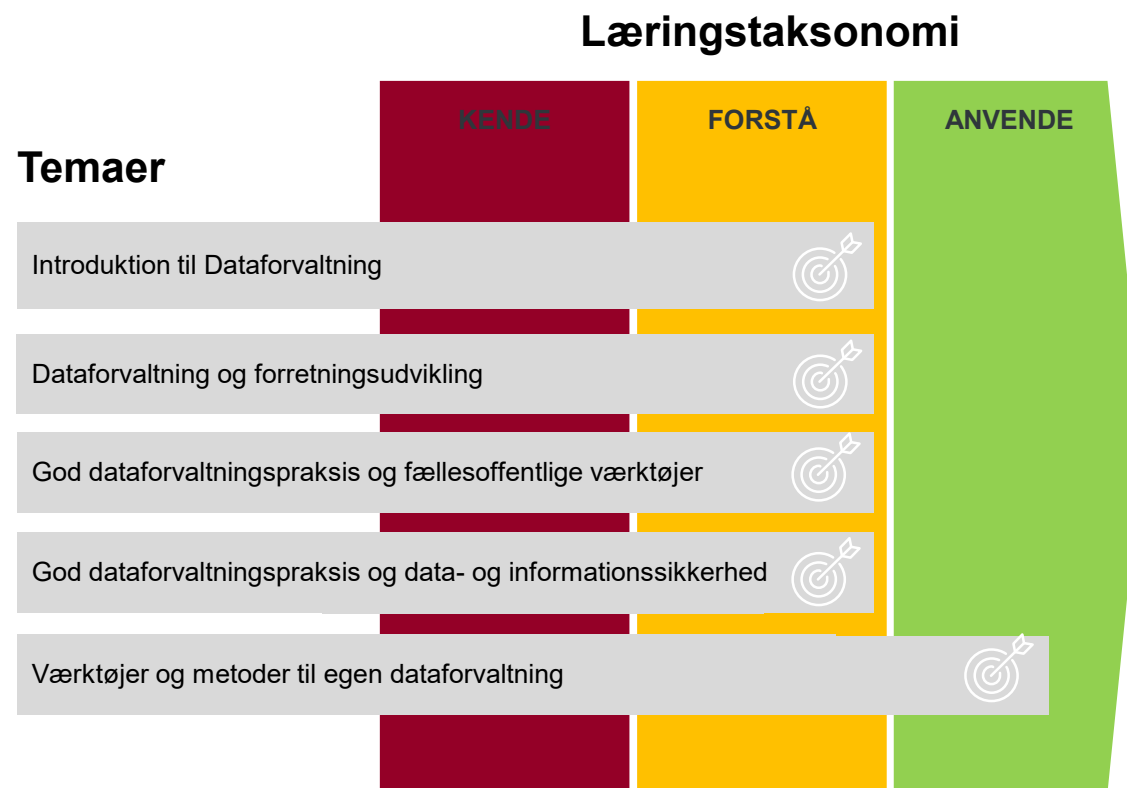 Læringstaksonomi
KENDE
FORSTÅ
ANVENDE
Temaer
Introduktion til Dataforvaltning
Dataforvaltning og forretningsudvikling
God dataforvaltningspraksis og fællesoffentlige værktøjer
God dataforvaltningspraksis og data- og informationssikkerhed
Værktøjer og metoder til egen dataforvaltning